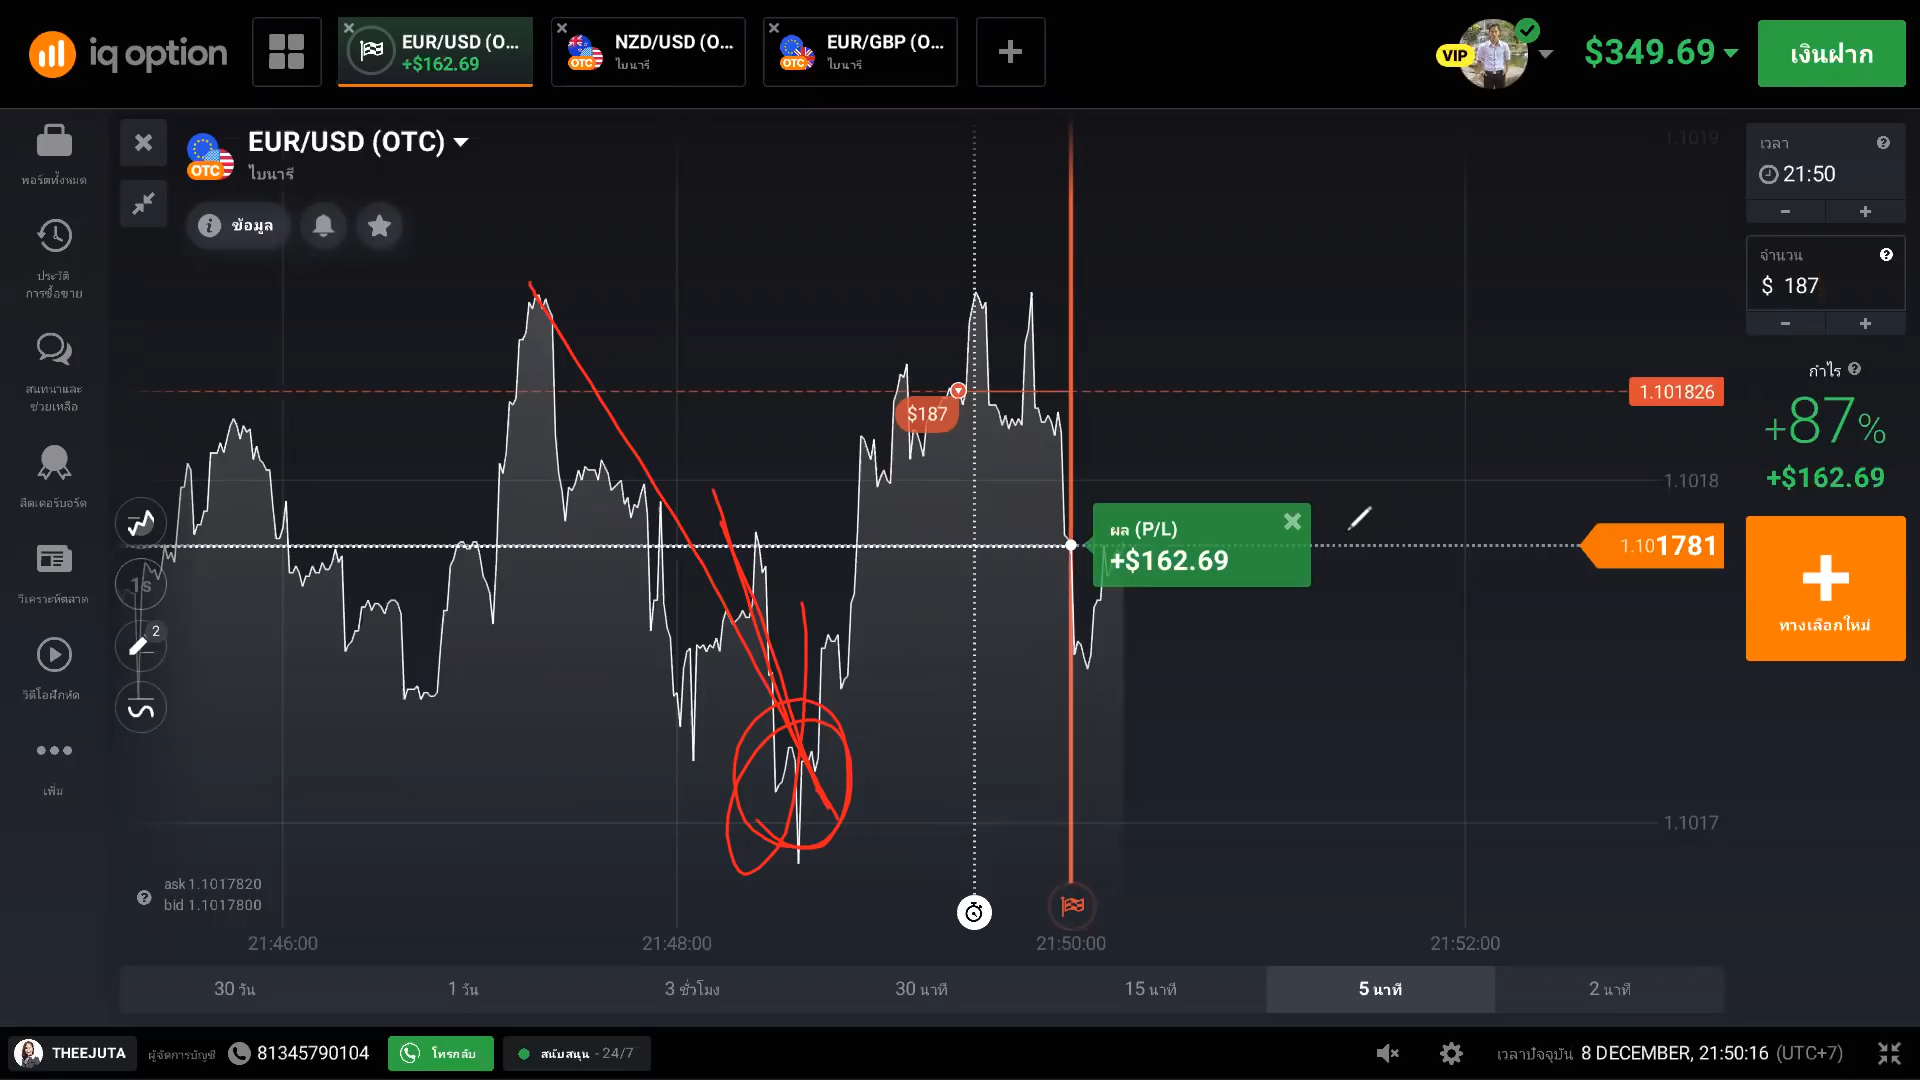 iq option
EUR/USD (O...
+$162.69
NZD/USD (O...
ไบนารี
EUR/GBP (O...
ไบนารี
OTC
OTC
VIP
$349.69
เงินฝาก
พอร์ตทั้งหมด
ประวัติ
การซื้อขาย
สนทนาและ
ช่วยเหลือ
ลีดเดอร์บอร์ด
วิเคราะห์ตลาด
วิดีโอฝึกหัด
เพิ่ม
EUR/USD (OTC)
OTC
ไบนารี
ข้อมูล
1s
2
$187
1.1019
1.101826
1.1018
1.101781
1.1017
ผล (P/L)
+$162.69
ask 1.1017820
bid 1.1017800
21:46:00
21:48:00
21:50:00
21:52:00
30 วัน
1 วัน
3 ชั่วโมง
30 นาที
15 นาที
5 นาที
2 นาที
เวลา
21:50
- +
จำนวน
$ 187
- +
กำไร
+87%
+$162.69
ทางเลือกใหม่
THEEJUTA
ผู้จัดการบัญชี
81345790104
โทรกลับ
สนับสนุน - 24/7
เวลาปัจจุบัน 8 DECEMBER, 21:50:16 (UTC+7)